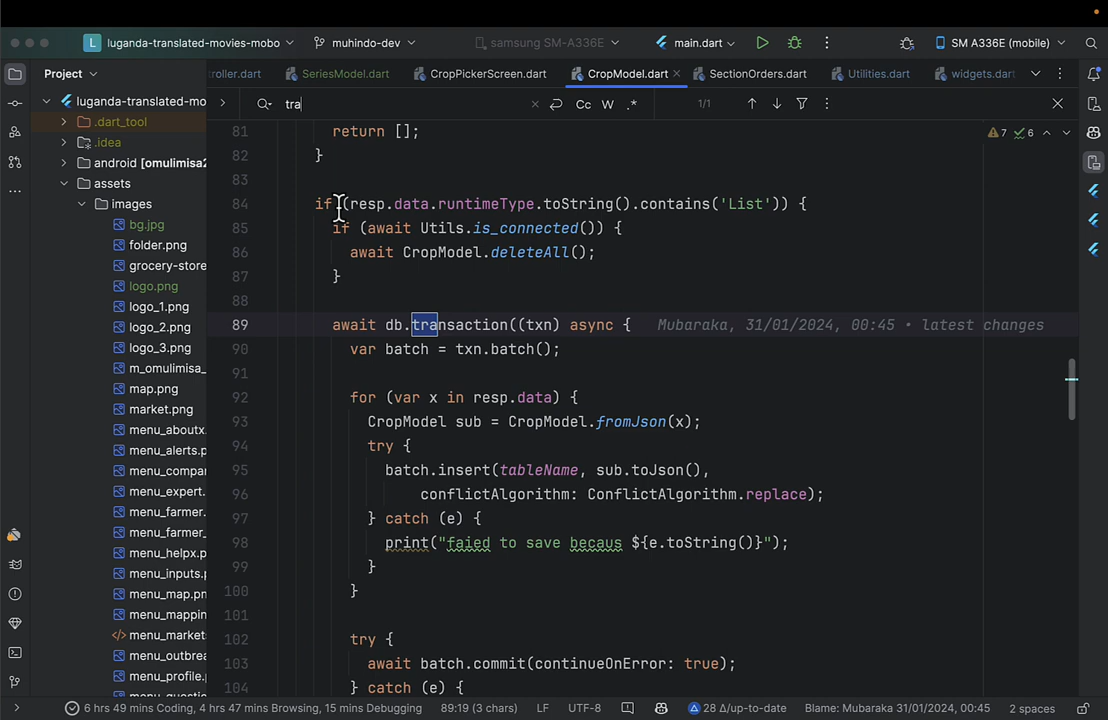 L luganda-translated-movies-mobo
muhindo-dev
samsung SM-A336E
main.dart
SM A336E (mobile)
Project
roller.dart
SeriesModel.dart
CropPickerScreen.dart
CropModel.dart
SectionOrders.dart
Utilities.dart
widgets.dart
luganda-translated-mo
.dart_tool
.idea
android [omulimisa2
assets
images
bg.jpg
folder.png
grocery-store
logo.png
logo_1.png
logo_2.png
logo_3.png
m_omulimisa_
map.png
market.png
menu_aboutx.
menu_alerts.p
menu_compar
menu_expert.
menu_farmer.
menu_farmer_
menu_helpx.p
menu_inputs.p
menu_map.pn
menu_mappin
menu_market
menu_outbrea
menu_profile.p
tra
Cc W .*
1/1
7 6
81 return [];
82 }
83
84 if (resp.data.runtimeType.toString().contains('List')) {
85 if (await Utils.is_connected()) {
86 await CropModel.deleteAll();
87 }
88
89 await db.transaction((txn) async { Mubaraka, 31/01/2024, 00:45 • latest changes
90 var batch = txn.batch();
91
92 for (var x in resp.data) {
93 CropModel sub = CropModel.fromJson(x);
94 try {
95 batch.insert(tableName, sub.toJson(),
96 conflictAlgorithm: ConflictAlgorithm.replace);
97 } catch (e) {
98 print("faied to save becaus ${e.toString()}");
99 }
100 }
101
102 try {
103 await batch.commit(continueOnError: true);
104 } catch (e) {
6 hrs 49 mins Coding, 4 hrs 47 mins Browsing, 15 mins Debugging
89:19 (3 chars)
LF
UTF-8
28 Δ/up-to-date
Blame: Mubaraka 31/01/2024, 00:45
2 spaces